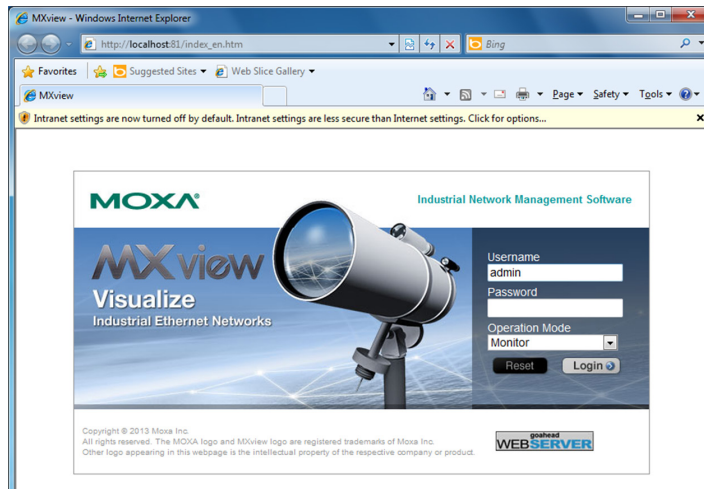 MXview - Windows Internet Explorer
http://localhost:81/index_en.htm
Bing
Favorites
Suggested Sites
Web Slice Gallery
MXview
Page
Safety
Tools
Intranet settings are now turned off by default. Intranet settings are less secure than Internet settings. Click for options...
MOXA®
Industrial Network Management Software
MXview
Visualize
Industrial Ethernet Networks
Username
admin
Password
Operation Mode
Monitor
Reset
Login
Copyright © 2013 Moxa Inc.
All rights reserved. The MOXA logo and MXview logo are registered trademarks of Moxa Inc.
Other logo appearing in this webpage is the intellectual property of the respective company or product.
goahead
WEBSERVER